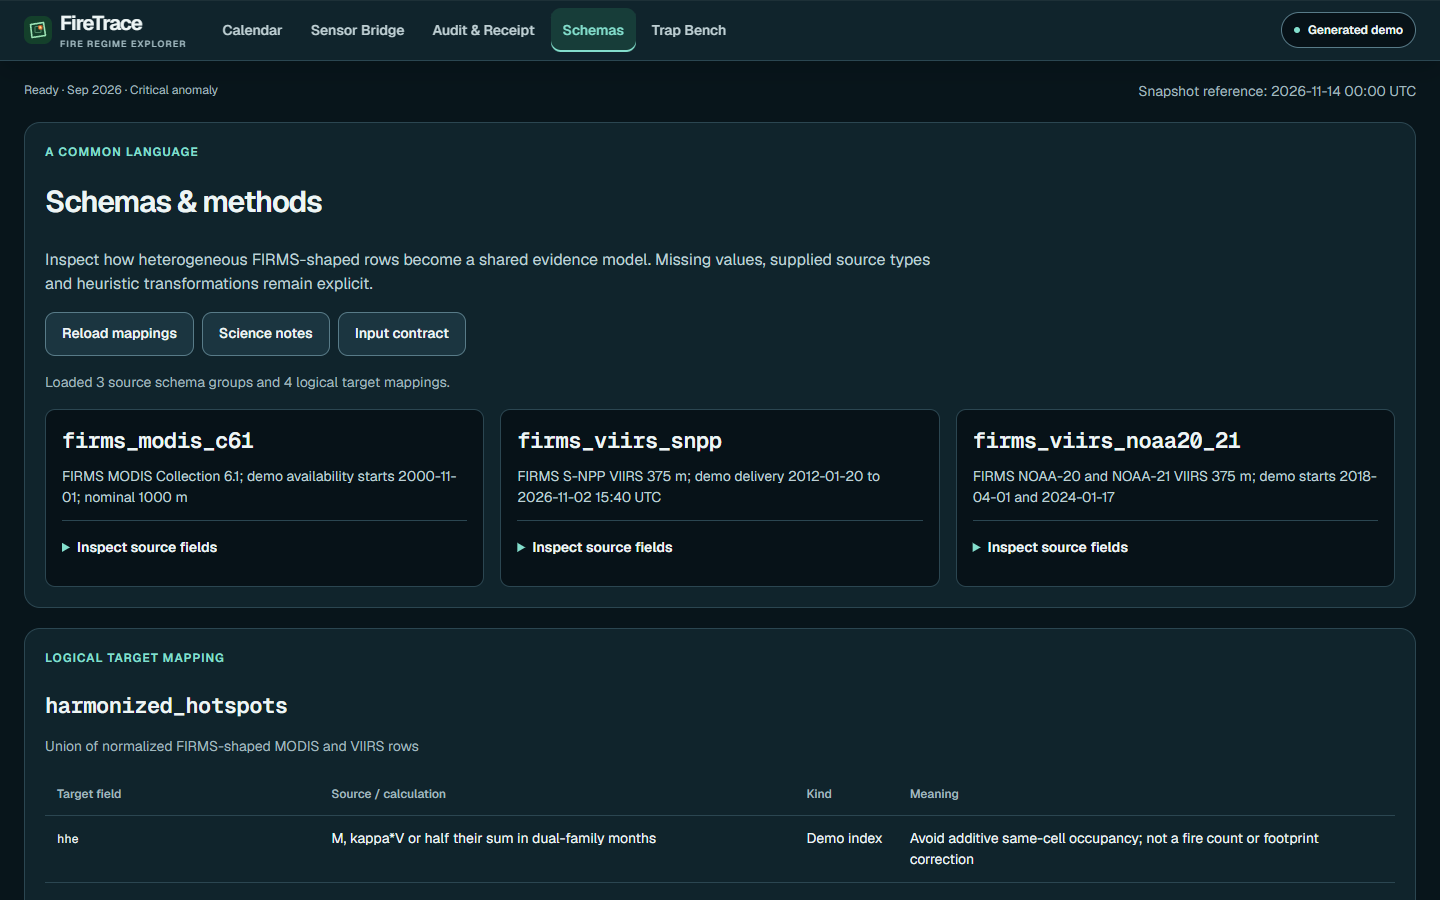 FireTrace
FIRE REGIME EXPLORER
Calendar
Sensor Bridge
Audit & Receipt
Schemas
Trap Bench
Generated demo
Ready · Sep 2026 · Critical anomaly
Snapshot reference: 2026-11-14 00:00 UTC
A COMMON LANGUAGE
Schemas & methods
Inspect how heterogeneous FIRMS-shaped rows become a shared evidence model. Missing values, supplied source types
and heuristic transformations remain explicit.
Reload mappings
Science notes
Input contract
Loaded 3 source schema groups and 4 logical target mappings.
firms_modis_c61
FIRMS MODIS Collection 6.1; demo availability starts 2000-11-
01; nominal 1000 m
Inspect source fields
firms_viirs_snpp
FIRMS S-NPP VIIRS 375 m; demo delivery 2012-01-20 to
2026-11-02 15:40 UTC
Inspect source fields
firms_viirs_noaa20_21
FIRMS NOAA-20 and NOAA-21 VIIRS 375 m; demo starts 2018-
04-01 and 2024-01-17
Inspect source fields
LOGICAL TARGET MAPPING
harmonized_hotspots
Union of normalized FIRMS-shaped MODIS and VIIRS rows
Target field
Source / calculation
Kind
Meaning
hhe
M, kappa*V or half their sum in dual-family months
Demo index
Avoid additive same-cell occupancy; not a fire count or footprint
correction